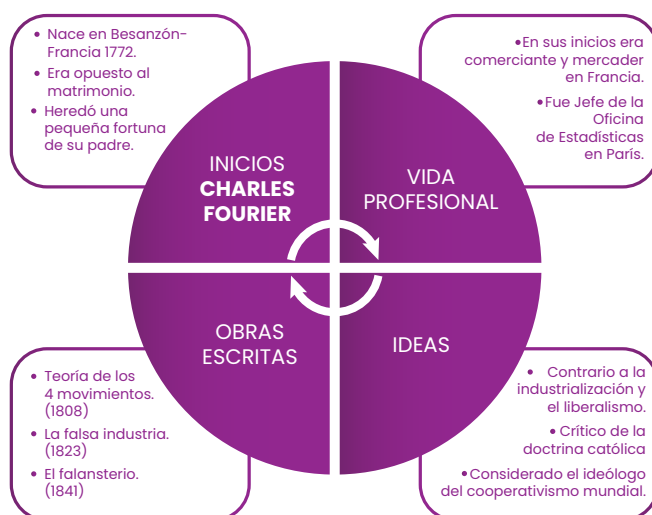 • Nace en Besanzón-
Francia 1772.
• Era opuesto al
matrimonio.
• Heredó una
pequeña fortuna
de su padre.
INICIOS
CHARLES
FOURIER
•En sus inicios era
comerciante y mercader
en Francia.
•Fue Jefe de la
Oficina
de Estadísticas
en París.
VIDA
PROFESIONAL
OBRAS
ESCRITAS
• Teoría de los
4 movimientos.
(1808)
• La falsa industria.
(1823)
• El falansterio.
(1841)
IDEAS
• Contrario a la
industrialización y
el liberalismo.
• Crítico de la
doctrina católica
•Considerado el ideólogo
del cooperativismo mundial.